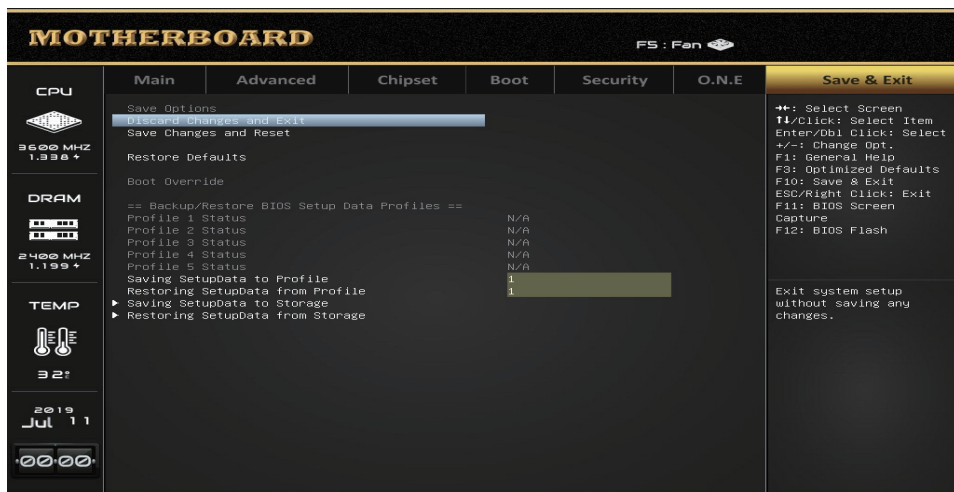 MOTHERBOARD
F5 : Fan
Main Advanced Chipset Boot Security O.N.E Save & Exit
CPU
3600 MHZ
1.338
DRAM
2400 MHZ
1.199
TEMP
32°
2019
Jul 11
00:00
Save Options
Discard Changes and Exit
Save Changes and Reset
Restore Defaults
Boot Override
== Backup/Restore BIOS Setup Data Profiles ==
Profile 1 Status N/A
Profile 2 Status N/A
Profile 3 Status N/A
Profile 4 Status N/A
Profile 5 Status N/A
Saving SetupData to Profile 1
Restoring SetupData from Profile 1
▶ Saving SetupData to Storage
▶ Restoring SetupData from Storage
→←: Select Screen
↑↓/Click: Select Item
Enter/Dbl Click: Select
+/-: Change Opt.
F1: General Help
F3: Optimized Defaults
F10: Save & Exit
ESC/Right Click: Exit
F11: BIOS Screen
Capture
F12: BIOS Flash
Exit system setup
without saving any
changes.